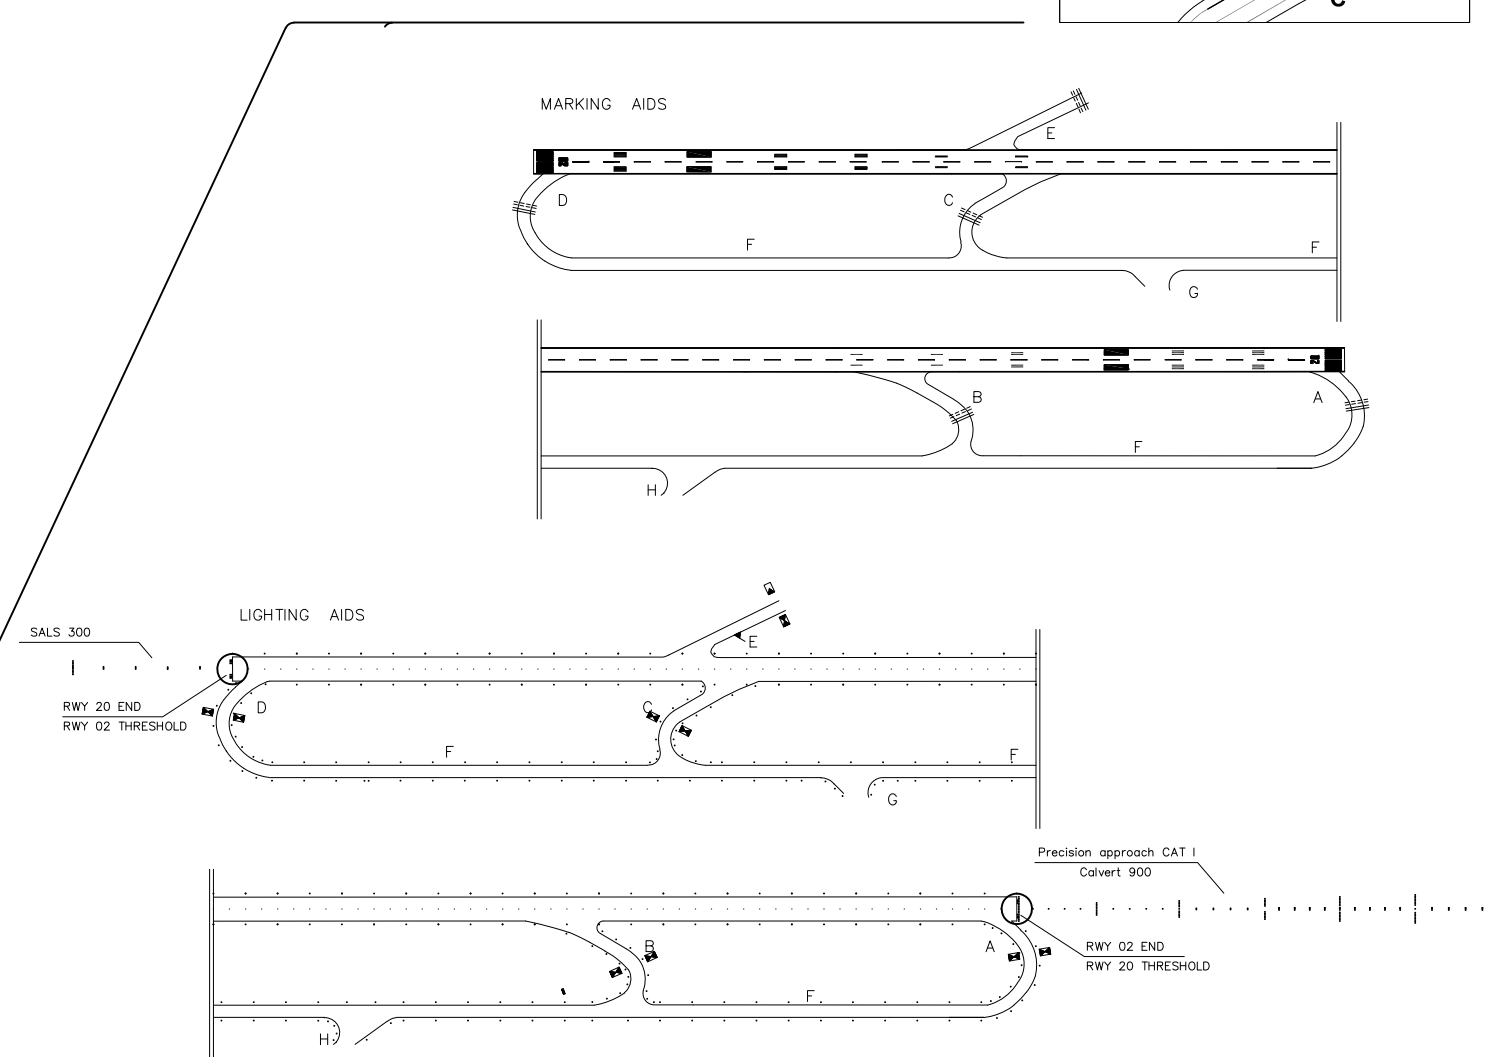 C
MARKING AIDS
E
D
C
F
F
G
20
B
A
F
H
LIGHTING AIDS
SALS 300
E
RWY 20 END
RWY 02 THRESHOLD
D
C
F
F
G
Precision approach CAT I
Calvert 900
B
A
RWY 02 END
RWY 20 THRESHOLD
F
H